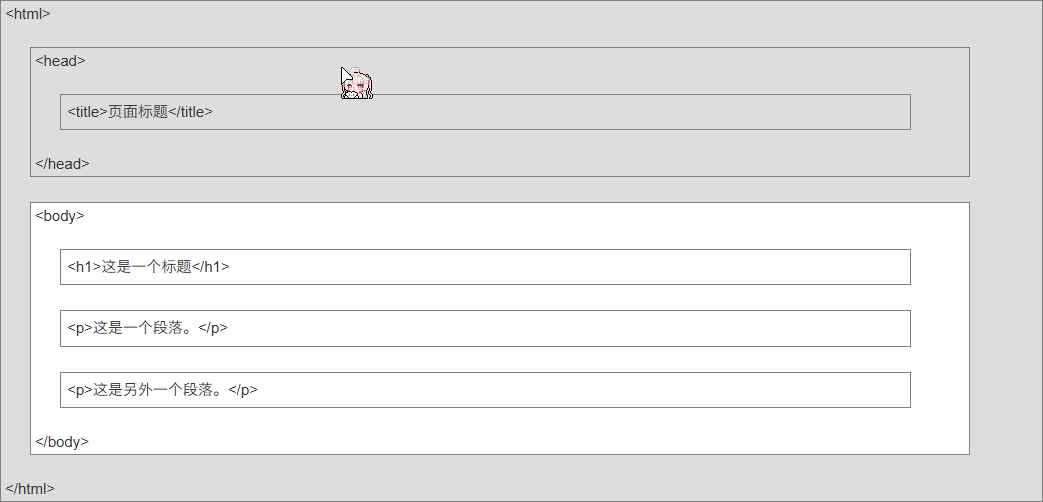 <html>
<head>
<title>页面标题</title>
</head>
<body>
<h1>这是一个标题</h1>
<p>这是一个段落。</p>
<p>这是另外一个段落。</p>
</body>
</html>